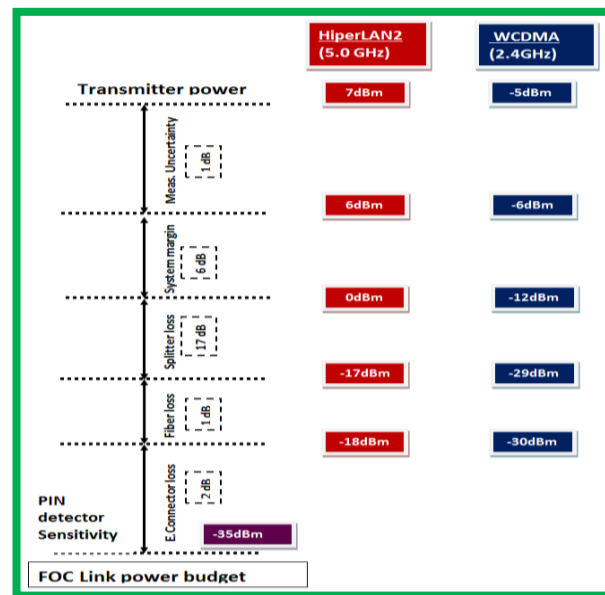 HiperLAN2
(5.0 GHz)
WCDMA
(2.4GHz)
Transmitter power
7dBm
-5dBm
Meas. Uncertainty
1 dB
6dBm
-6dBm
System margin
6 dB
0dBm
-12dBm
Splitter loss
17 dB
-17dBm
-29dBm
Fiber loss
1 dB
-18dBm
-30dBm
E.Connector loss
2 dB
PIN
detector
Sensitivity
-35dBm
FOC Link power budget